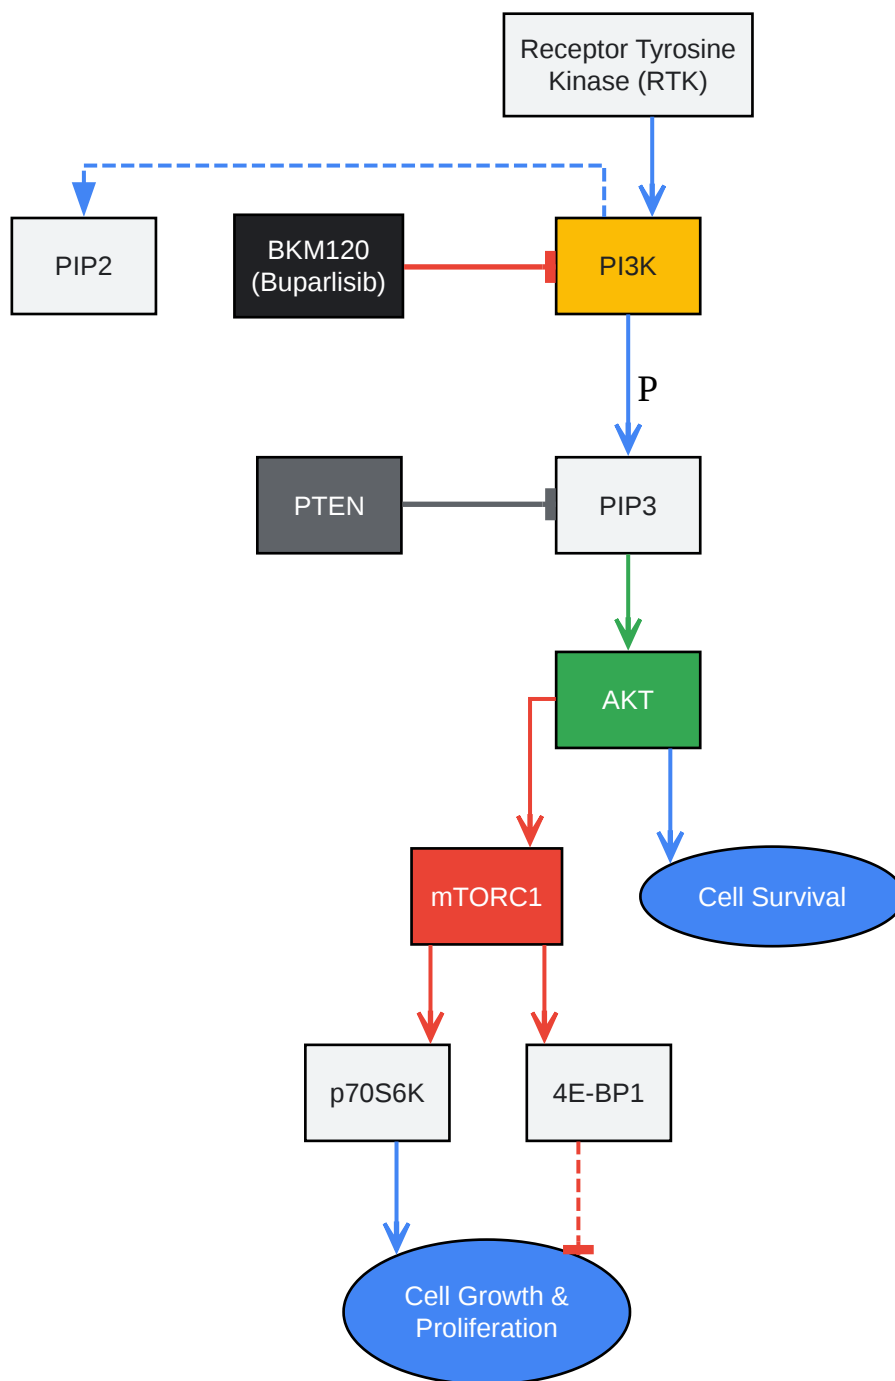 Receptor Tyrosine
Kinase (RTK)
PIP2
BKM120
(Buparlisib)
PI3K
P
PTEN
PIP3
AKT
mTORC1
Cell Survival
p70S6K
4E-BP1
Cell Growth &
Proliferation